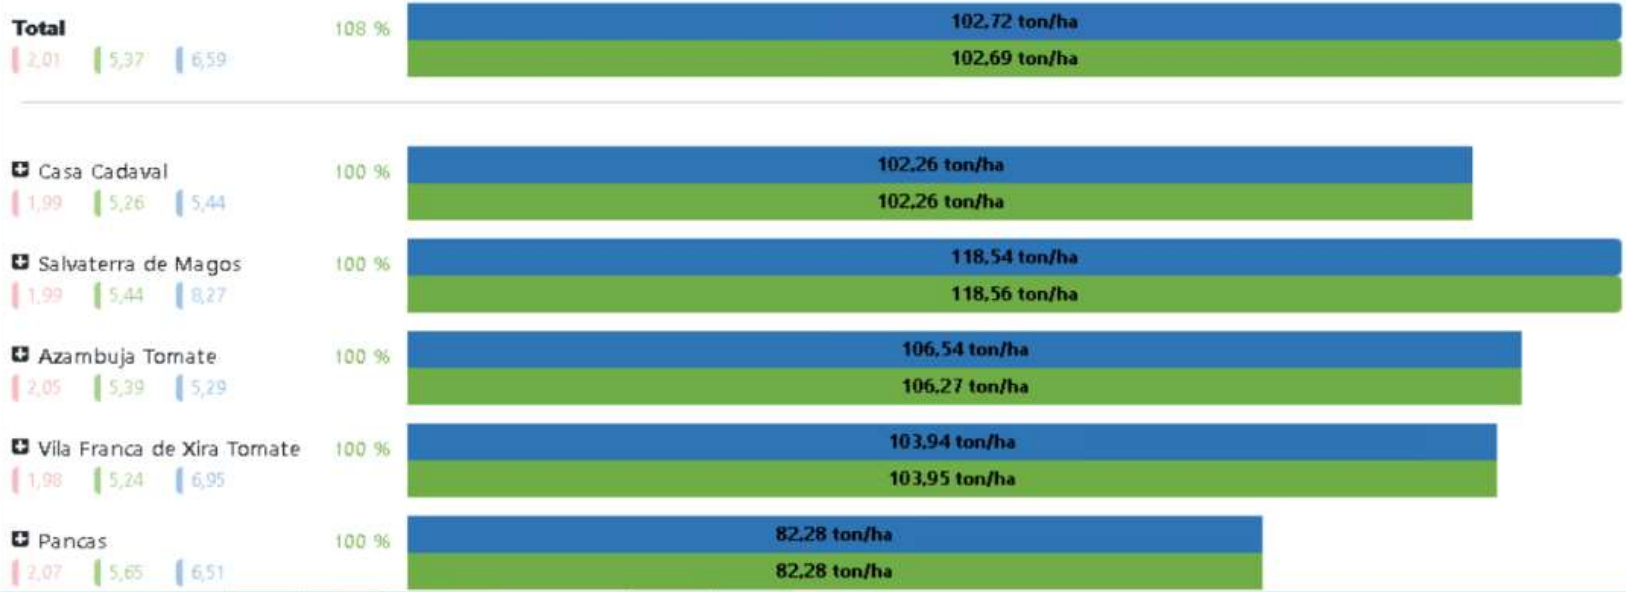 Total 108 % 102,72 ton/ha
2,01 5,37 6,59 102,69 ton/ha
Casa Cadaval 100 % 102,26 ton/ha
1,99 5,26 5,44 102,26 ton/ha
Salvaterra de Magos 100 % 118,54 ton/ha
1,99 5,44 8,27 118,56 ton/ha
Azambuja Tomate 100 % 106,54 ton/ha
2,05 5,39 5,29 106,27 ton/ha
Vila Franca de Xira Tomate 100 % 103,94 ton/ha
1,98 5,24 6,95 103,95 ton/ha
Pancas 100 % 82,28 ton/ha
2,07 5,65 6,51 82,28 ton/ha